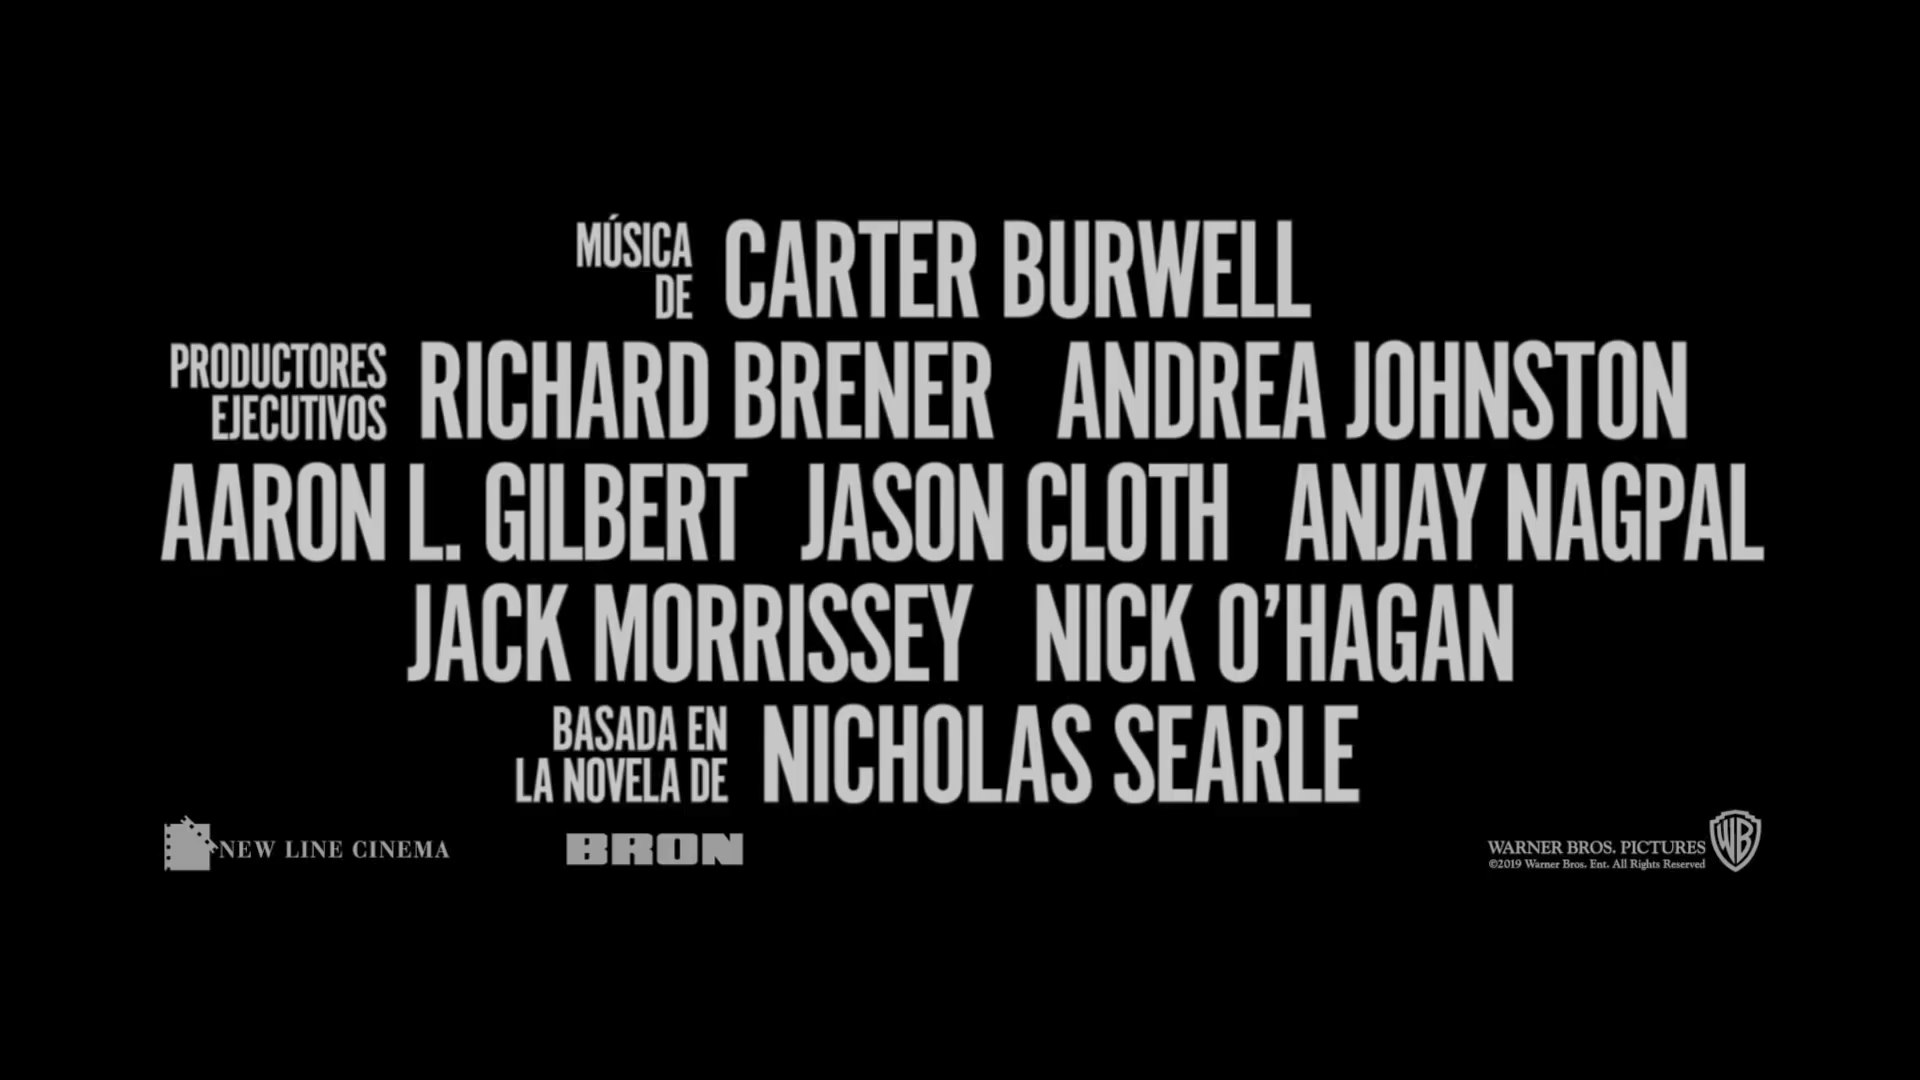 MÚSICA DE CARTER BURWELL
PRODUCTORES EJECUTIVOS RICHARD BRENER ANDREA JOHNSTON
AARON L. GILBERT JASON CLOTH ANJAY NAGPAL
JACK MORRISSEY NICK O’HAGAN
BASADA EN LA NOVELA DE NICHOLAS SEARLE
NEW LINE CINEMA BRON WARNER BROS. PICTURES WB
©2019 Warner Bros. Ent. All Rights Reserved